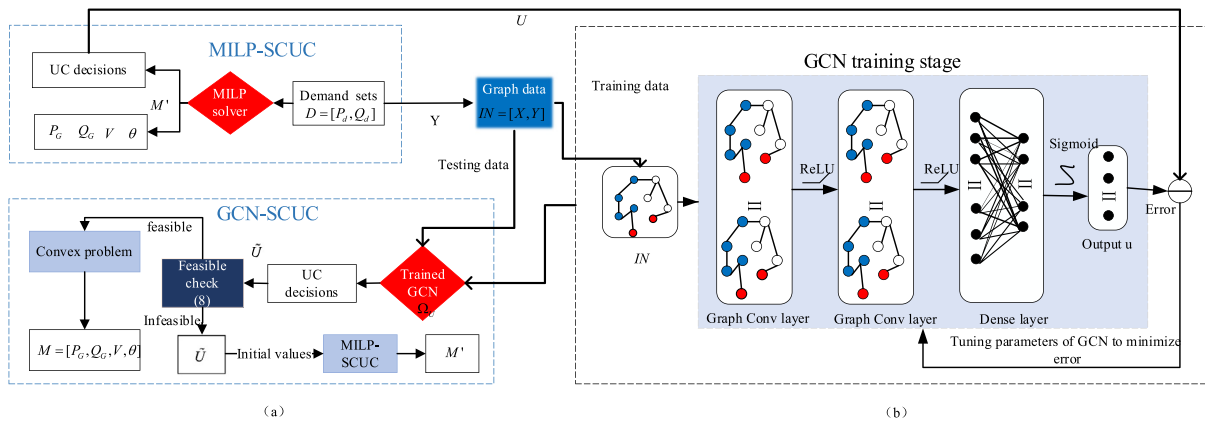 U
MILP-SCUC
UC decisions
M'
P_G Q_G V θ
MILP
solver
Demand sets
D=[P_d,Q_d]
Y
Graph data
IN=[X,Y]
Testing data
Training data
GCN-SCUC
feasible
Convex problem
Ũ
Feasible
check
(8)
UC
decisions
Trained
GCN
Ω_U
Infeasible
M=[P_G,Q_G,V,θ]
Ũ
Initial values
MILP-
SCUC
M'
(a)
GCN training stage
IN
ReLU
ReLU
Sigmoid
Error
Output u
Graph Conv layer
Graph Conv layer
Dense layer
Tuning parameters of GCN to minimize
error
(b)